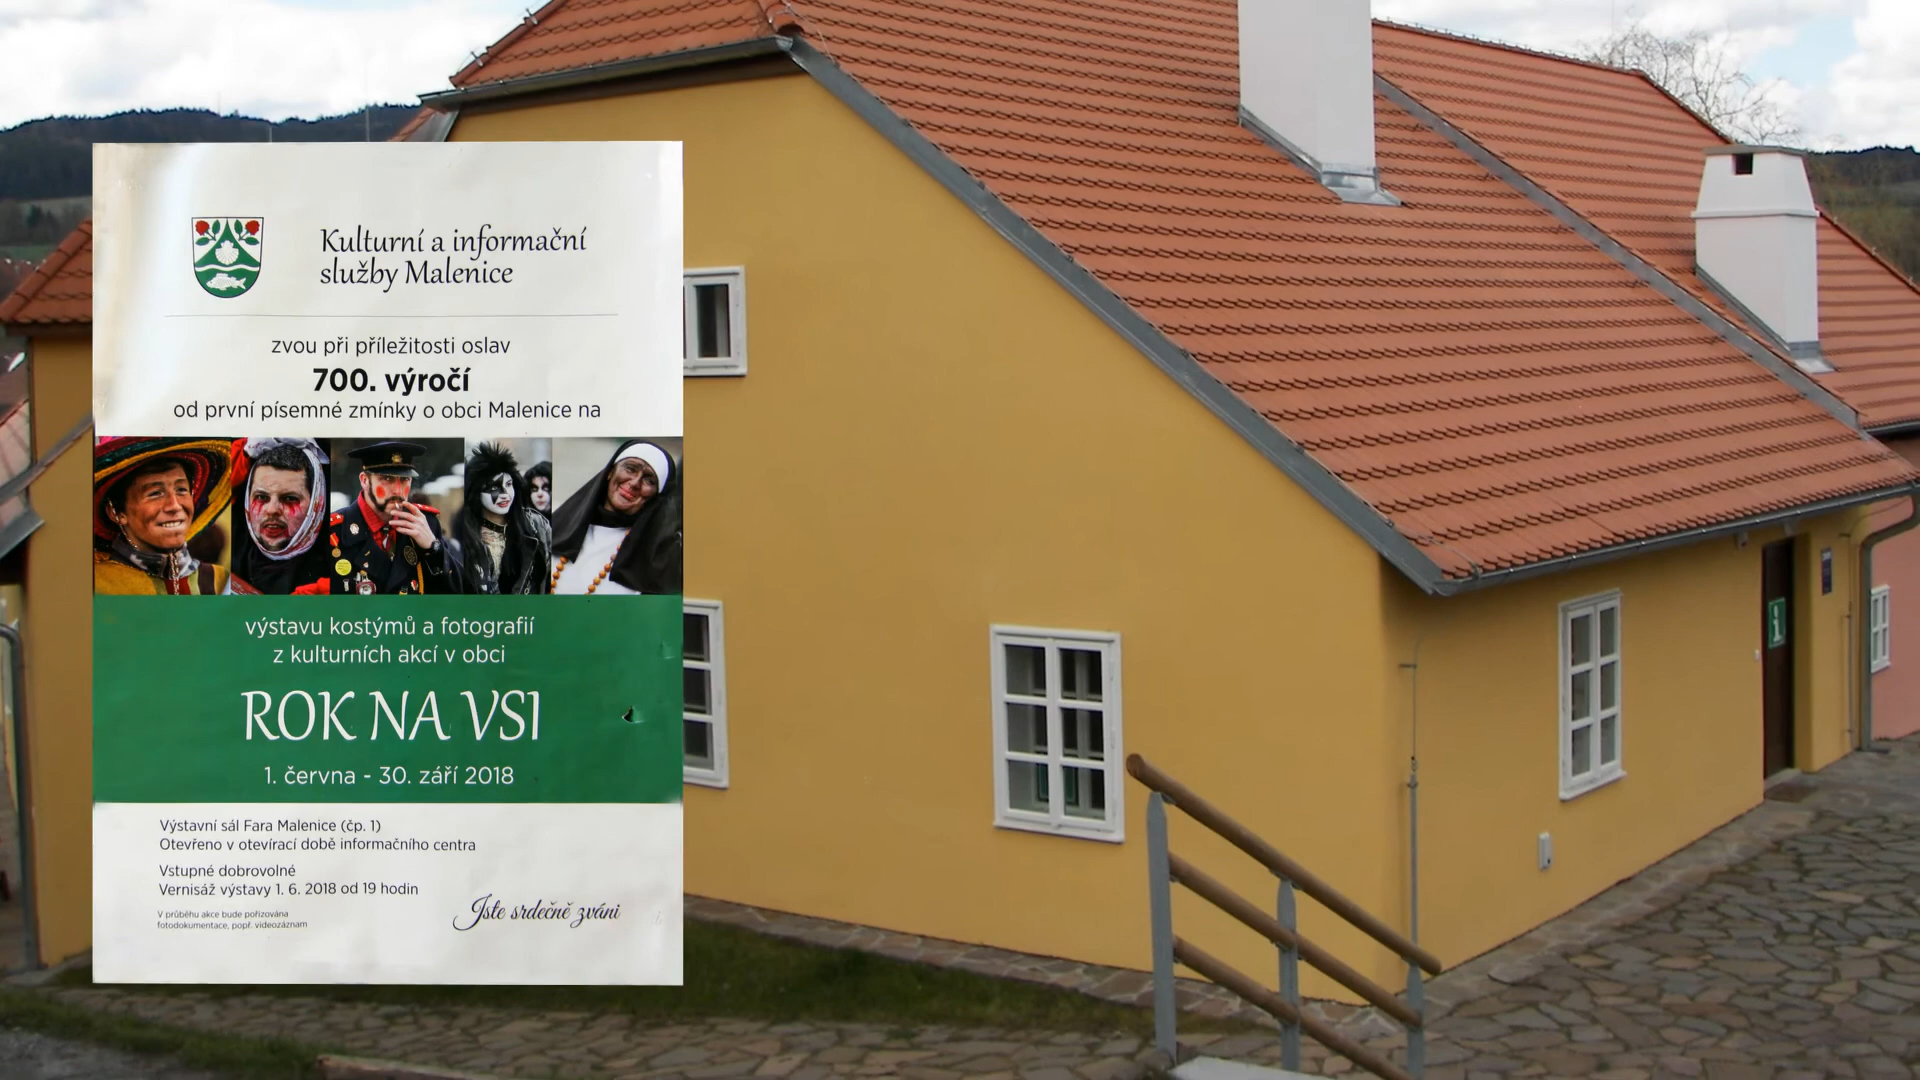 Kulturní a informační
služby Malenice
zvou při příležitosti oslav
700. výročí
od první písemné zmínky o obci Malenice na
výstavu kostýmů a fotografií
z kulturních akcí v obci
ROK NA VSI
1. června - 30. září 2018
Výstavní sál Fara Malenice (čp. 1)
Otevřeno v otevírací době informačního centra
Vstupné dobrovolné
Vernisáž výstavy 1. 6. 2018 od 19 hodin
V průběhu akce bude pořizována
fotodokumentace, popř. videozáznam
Jste srdečně zváni
i